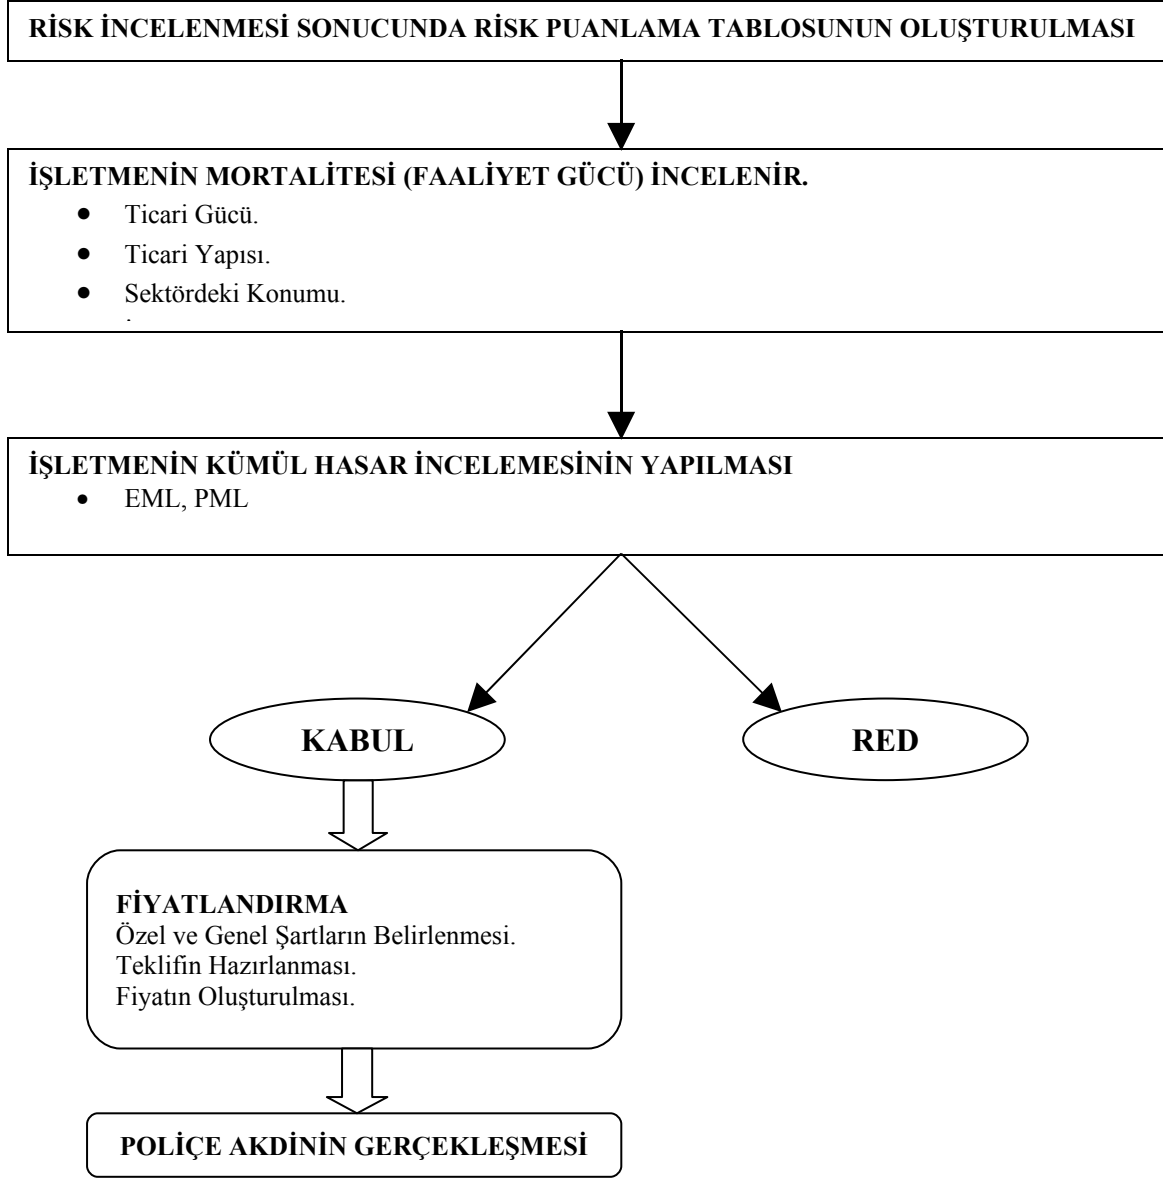 RİSK İNCELENMESİ SONUCUNDA RİSK PUANLAMA TABLOSUNUN OLUŞTURULMASI
İŞLETMENİN MORTALİTESİ (FAALİYET GÜCÜ) İNCELENİR.
• Ticari Gücü.
• Ticari Yapısı.
• Sektördeki Konumu.
İŞLETMENİN KÜMÜL HASAR İNCELEMESİNİN YAPILMASI
• EML, PML
KABUL
RED
FİYATLANDIRMA
Özel ve Genel Şartların Belirlenmesi.
Teklifin Hazırlanması.
Fiyatın Oluşturulması.
POLİÇE AKDİNİN GERÇEKLEŞMESİ